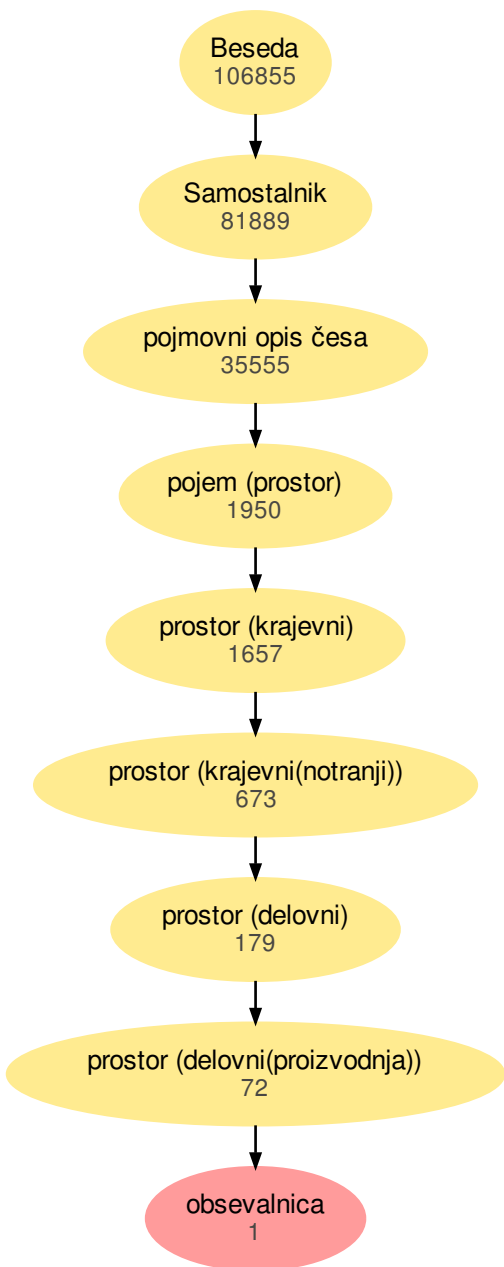 Beseda
106855
Samostalnik
81889
pojmovni opis česa
35555
pojem (prostor)
1950
prostor (krajevni)
1657
prostor (krajevni(notranji))
673
prostor (delovni)
179
prostor (delovni(proizvodnja))
72
obsevalnica
1